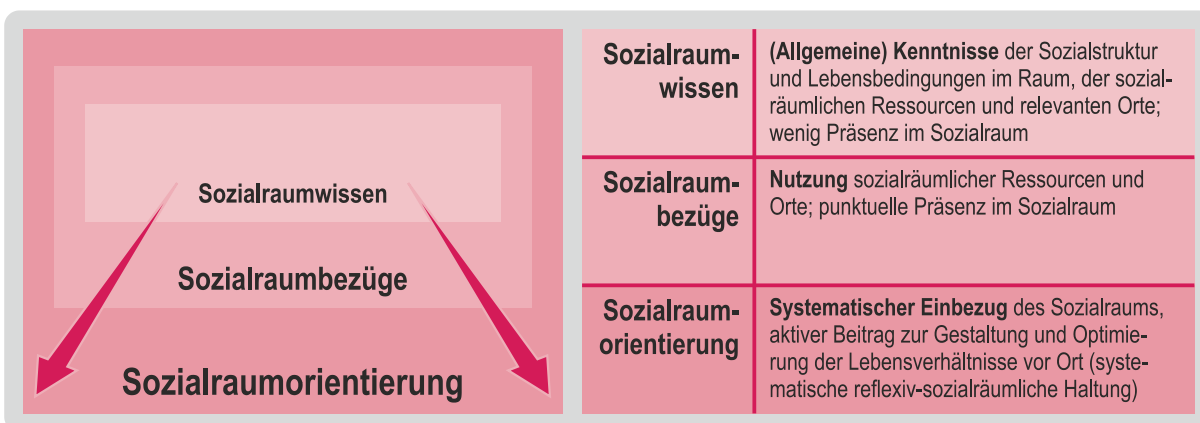 Sozialraumwissen
Sozialraumbezüge
Sozialraumorientierung
Sozialraum-
wissen
(Allgemeine) Kenntnisse der Sozialstruktur
und Lebensbedingungen im Raum, der sozial-
räumlichen Ressourcen und relevanten Orte;
wenig Präsenz im Sozialraum
Sozialraum-
bezüge
Nutzung sozialräumlicher Ressourcen und
Orte; punktuelle Präsenz im Sozialraum
Sozialraum-
orientierung
Systematischer Einbezug des Sozialraums,
aktiver Beitrag zur Gestaltung und Optimie-
rung der Lebensverhältnisse vor Ort (syste-
matische reflexiv-sozialräumliche Haltung)